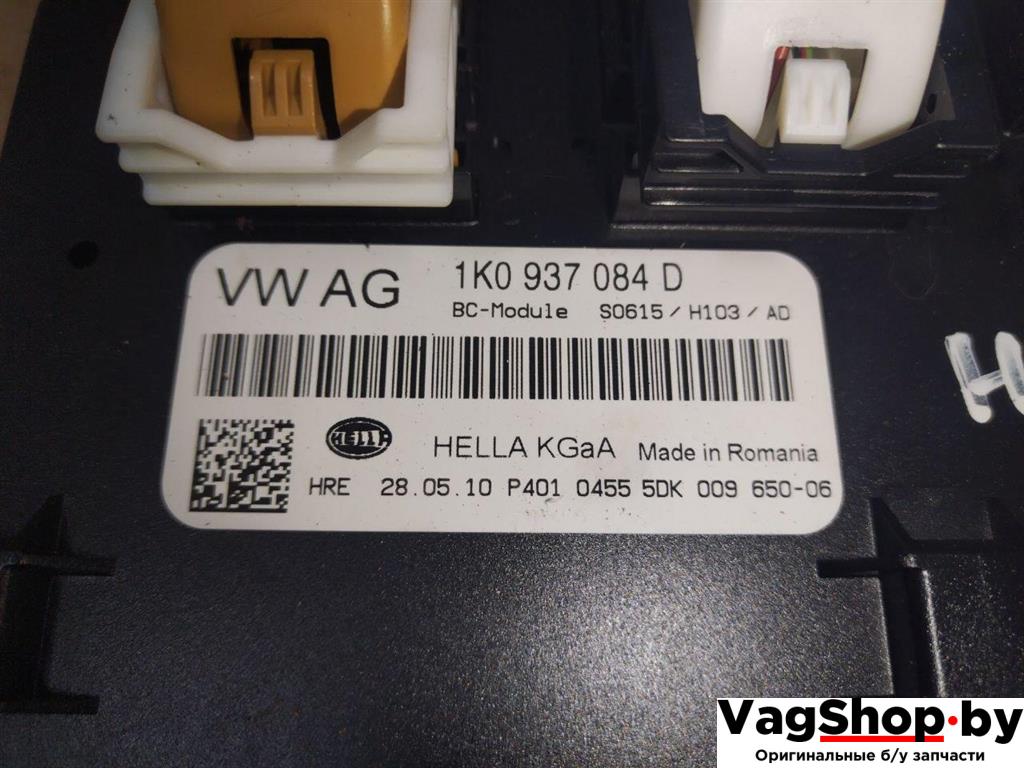 VW AG 1K0 937 084 D
BC-Module S0615 / H103 / AD
HELLA HELLA KGaA Made in Romania
HRE 28.05.10 P401 0455 5DK 009 650-06
VagShop.by
Оригинальные б/у запчасти